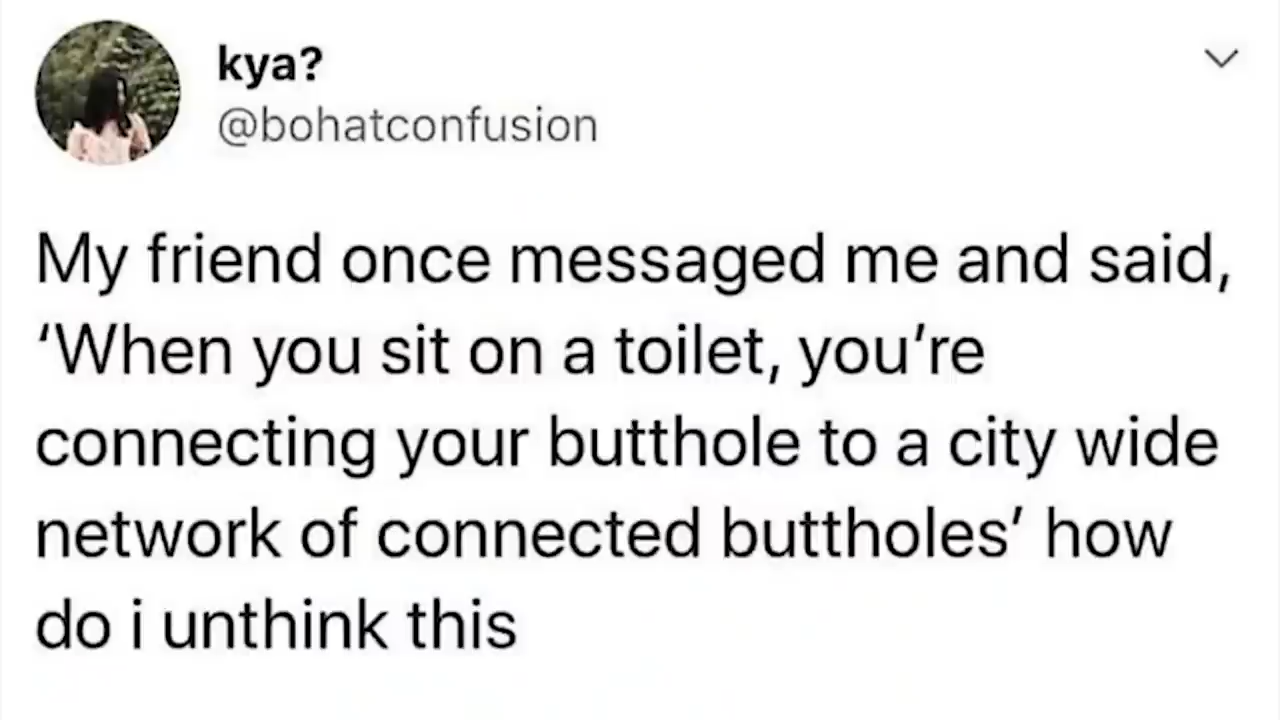 kya?
@bohatconfusion
My friend once messaged me and said,
‘When you sit on a toilet, you’re
connecting your butthole to a city wide
network of connected buttholes’ how
do i unthink this